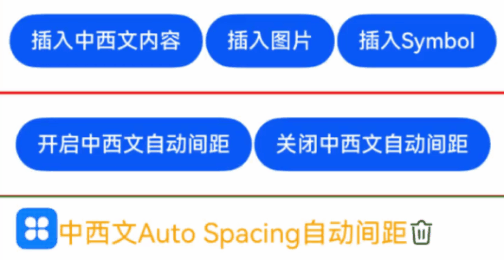 插入中西文内容 插入图片 插入Symbol
开启中西文自动间距 关闭中西文自动间距
中西文Auto Spacing自动间距